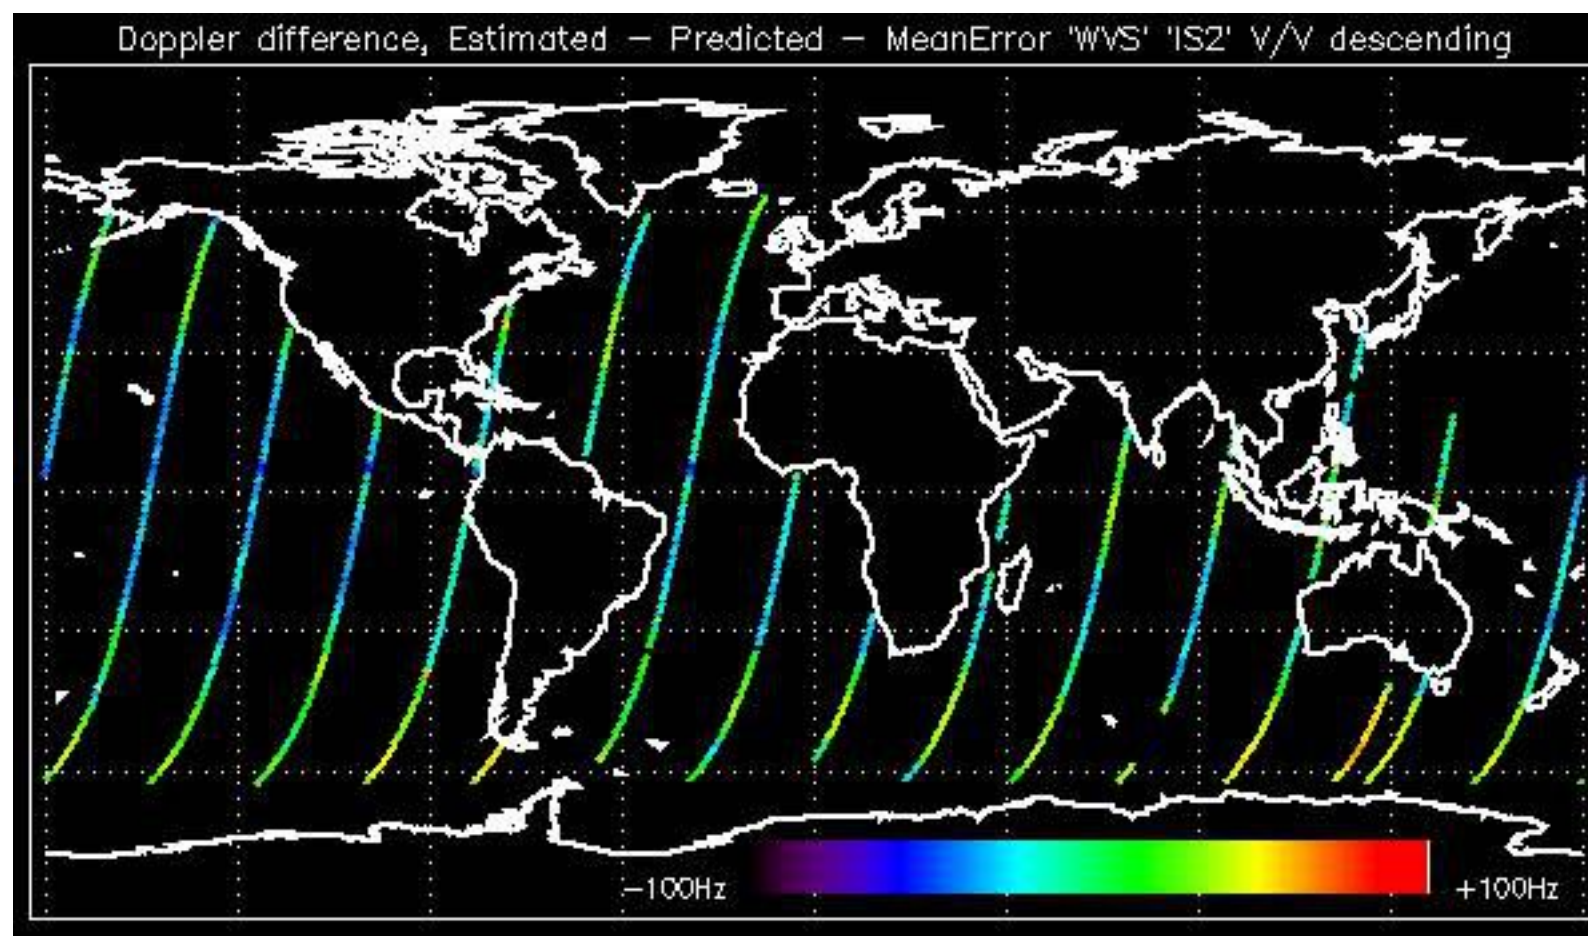 Doppler difference, Estimated – Predicted – MeanError 'WVS' 'IS2' V/V descending
−100Hz
+100Hz